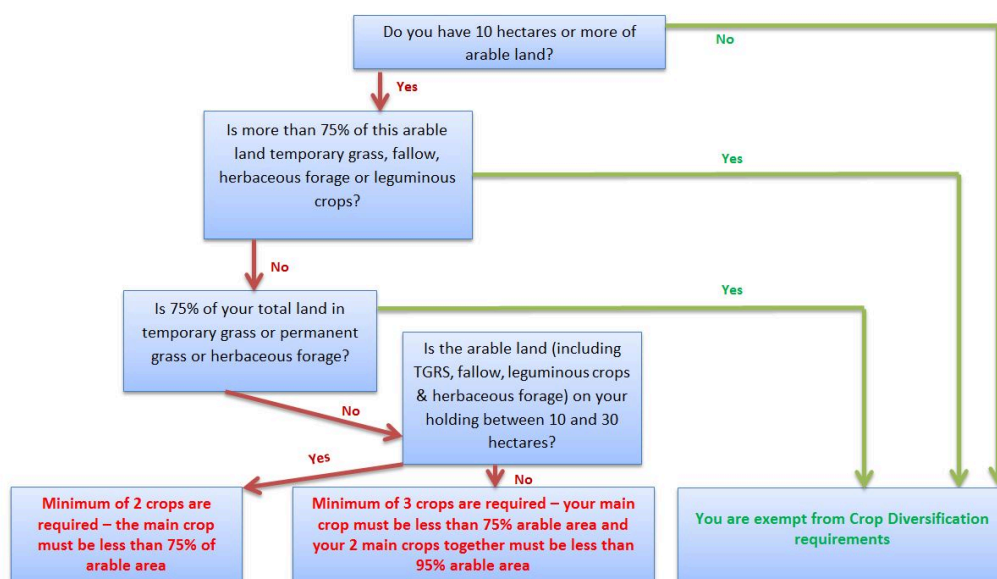 Do you have 10 hectares or more of
arable land?
No
Yes
Is more than 75% of this arable
land temporary grass, fallow,
herbaceous forage or leguminous
crops?
Yes
No
Is 75% of your total land in
temporary grass or permanent
grass or herbaceous forage?
Yes
No
Is the arable land (including
TGRS, fallow, leguminous crops
& herbaceous forage) on your
holding between 10 and 30
hectares?
Yes
No
Minimum of 2 crops are
required – the main crop
must be less than 75% of
arable area
Minimum of 3 crops are required – your main
crop must be less than 75% arable area and
your 2 main crops together must be less than
95% arable area
You are exempt from Crop Diversification
requirements